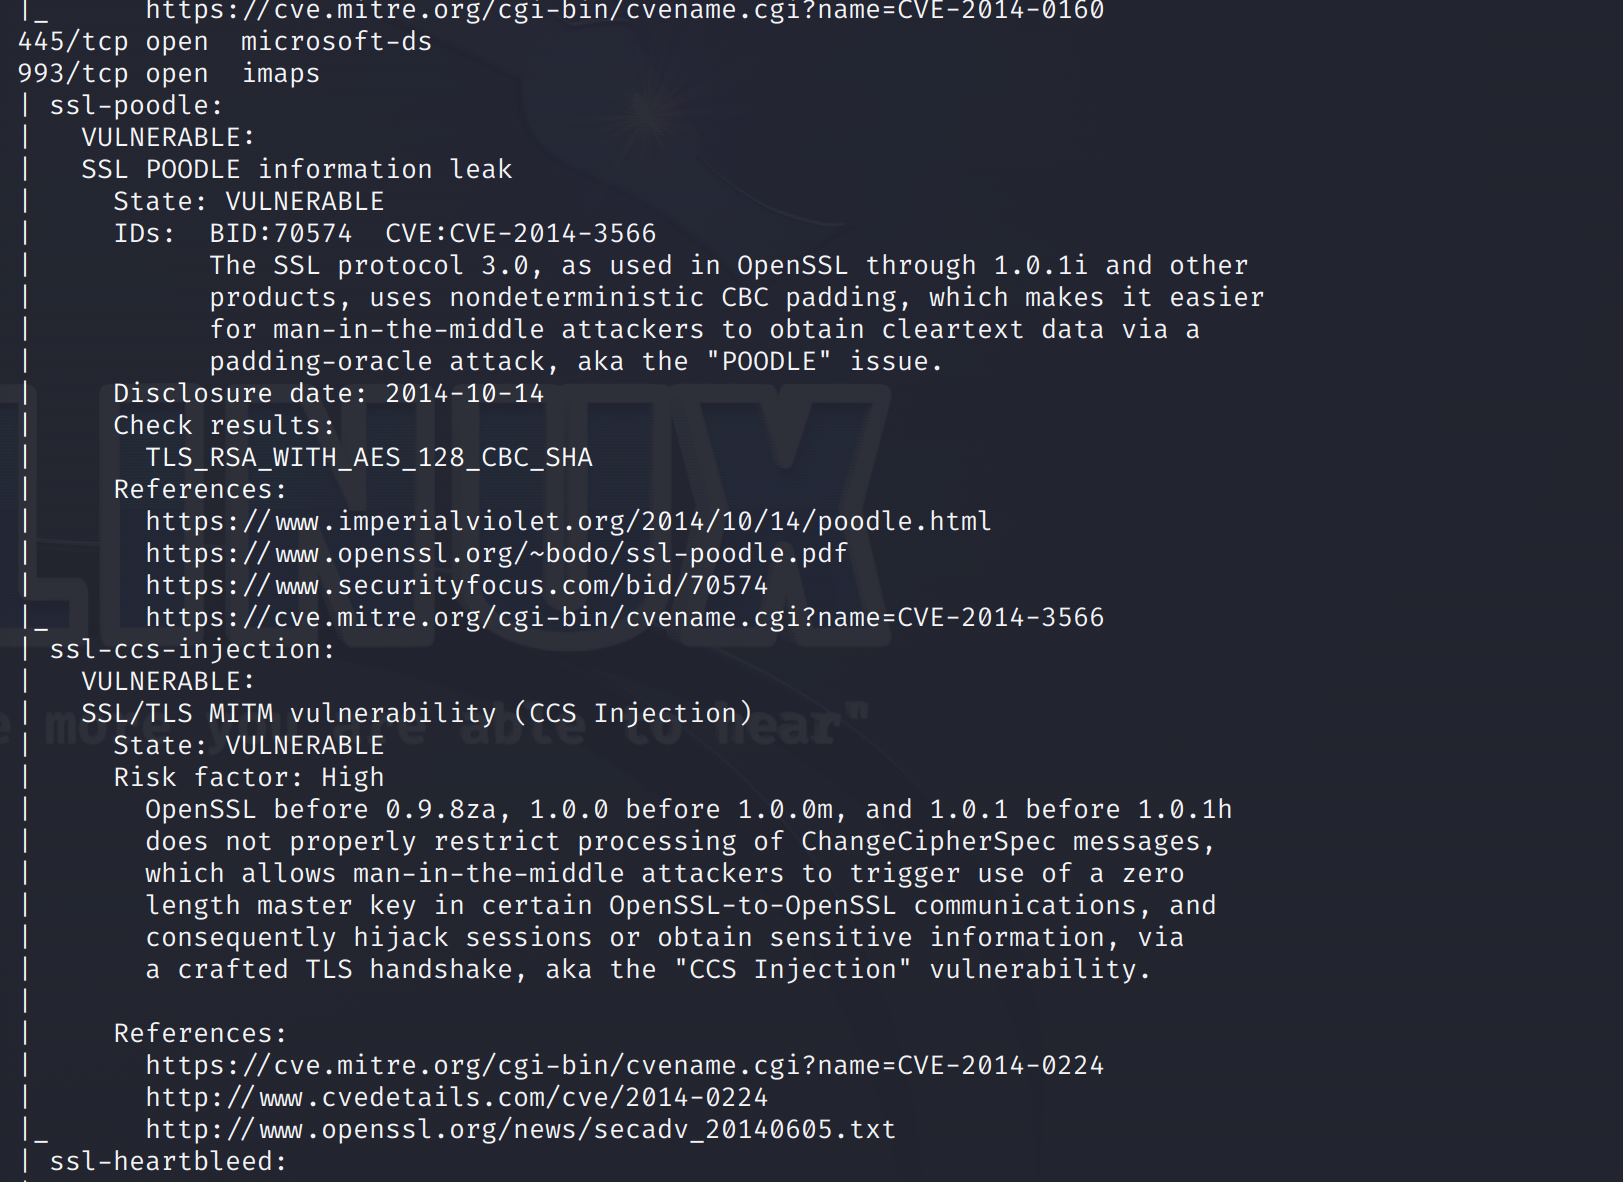 |_      https://cve.mitre.org/cgi-bin/cvename.cgi?name=CVE-2014-0160
445/tcp open  microsoft-ds
993/tcp open  imaps
| ssl-poodle:
|   VULNERABLE:
|   SSL POODLE information leak
|     State: VULNERABLE
|     IDs:  BID:70574  CVE:CVE-2014-3566
|           The SSL protocol 3.0, as used in OpenSSL through 1.0.1i and other
|           products, uses nondeterministic CBC padding, which makes it easier
|           for man-in-the-middle attackers to obtain cleartext data via a
|           padding-oracle attack, aka the "POODLE" issue.
|     Disclosure date: 2014-10-14
|     Check results:
|       TLS_RSA_WITH_AES_128_CBC_SHA
|     References:
|       https://www.imperialviolet.org/2014/10/14/poodle.html
|       https://www.openssl.org/~bodo/ssl-poodle.pdf
|       https://www.securityfocus.com/bid/70574
|_      https://cve.mitre.org/cgi-bin/cvename.cgi?name=CVE-2014-3566
| ssl-ccs-injection:
|   VULNERABLE:
|   SSL/TLS MITM vulnerability (CCS Injection)
|     State: VULNERABLE
|     Risk factor: High
|       OpenSSL before 0.9.8za, 1.0.0 before 1.0.0m, and 1.0.1 before 1.0.1h
|       does not properly restrict processing of ChangeCipherSpec messages,
|       which allows man-in-the-middle attackers to trigger use of a zero
|       length master key in certain OpenSSL-to-OpenSSL communications, and
|       consequently hijack sessions or obtain sensitive information, via
|       a crafted TLS handshake, aka the "CCS Injection" vulnerability.
|
|     References:
|       https://cve.mitre.org/cgi-bin/cvename.cgi?name=CVE-2014-0224
|       http://www.cvedetails.com/cve/2014-0224
|_      http://www.openssl.org/news/secadv_20140605.txt
| ssl-heartbleed:
LINUX
more you are able to hear"